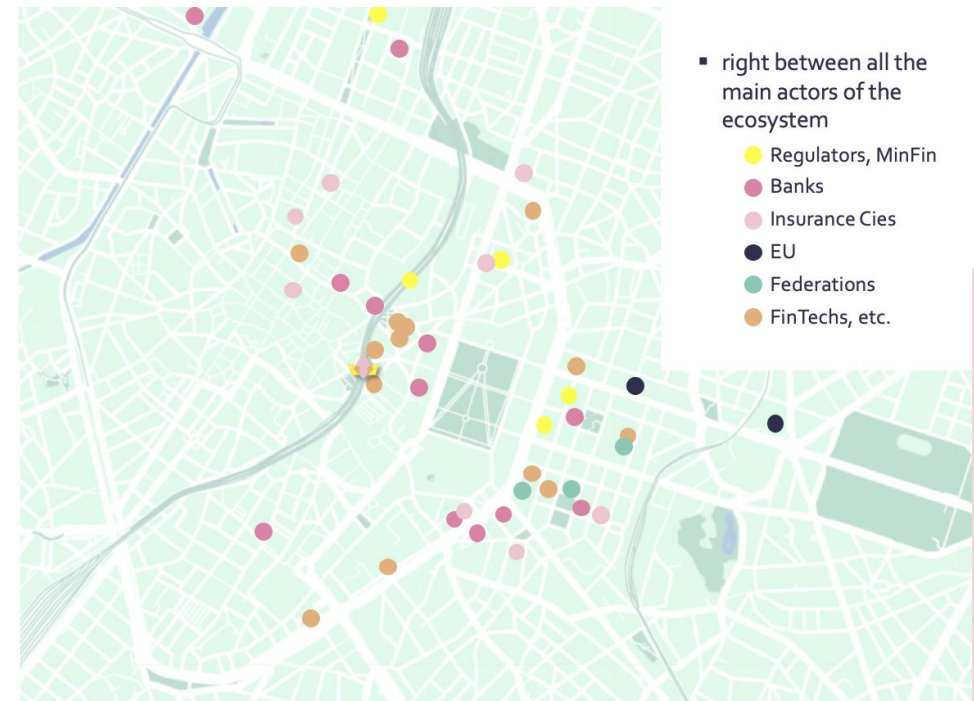 ▪ right between all the
main actors of the
ecosystem
Regulators, MinFin
Banks
Insurance Cies
EU
Federations
FinTechs, etc.